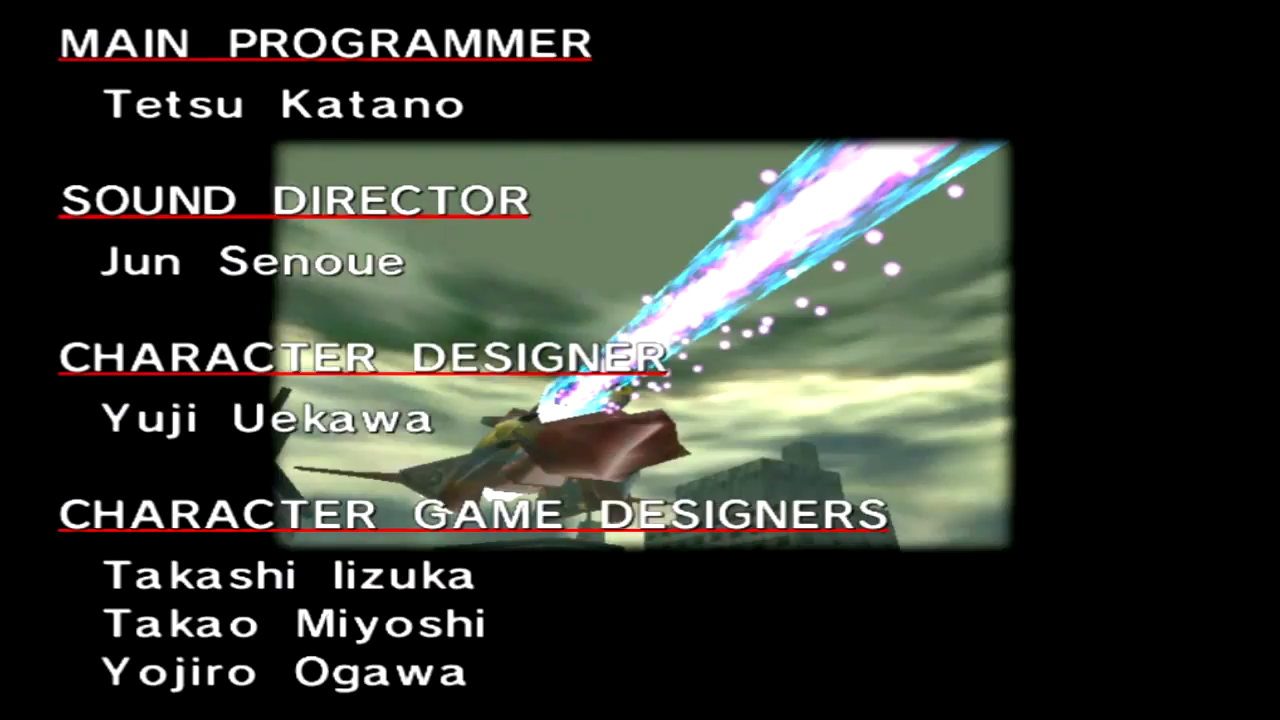 MAIN PROGRAMMER
Tetsu Katano
SOUND DIRECTOR
Jun Senoue
CHARACTER DESIGNER
Yuji Uekawa
CHARACTER GAME DESIGNERS
Takashi Iizuka
Takao Miyoshi
Yojiro Ogawa